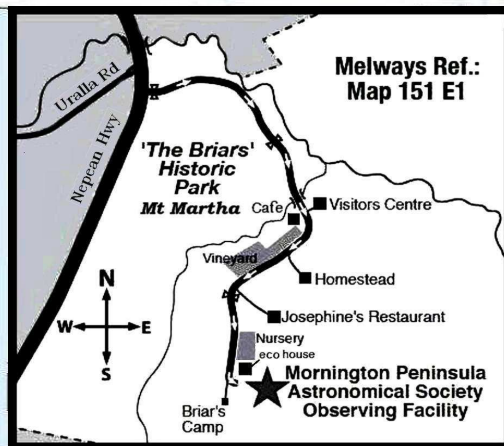 Melways Ref.:
Map 151 E1
Uralla Rd
Nepean Hwy
'The Briars'
Historic
Park
Mt Martha
Cafe
Visitors Centre
Vineyard
Homestead
N
W
E
S
Josephine's Restaurant
Nursery
eco house
Mornington Peninsula
Astronomical Society
Observing Facility
Briar's
Camp